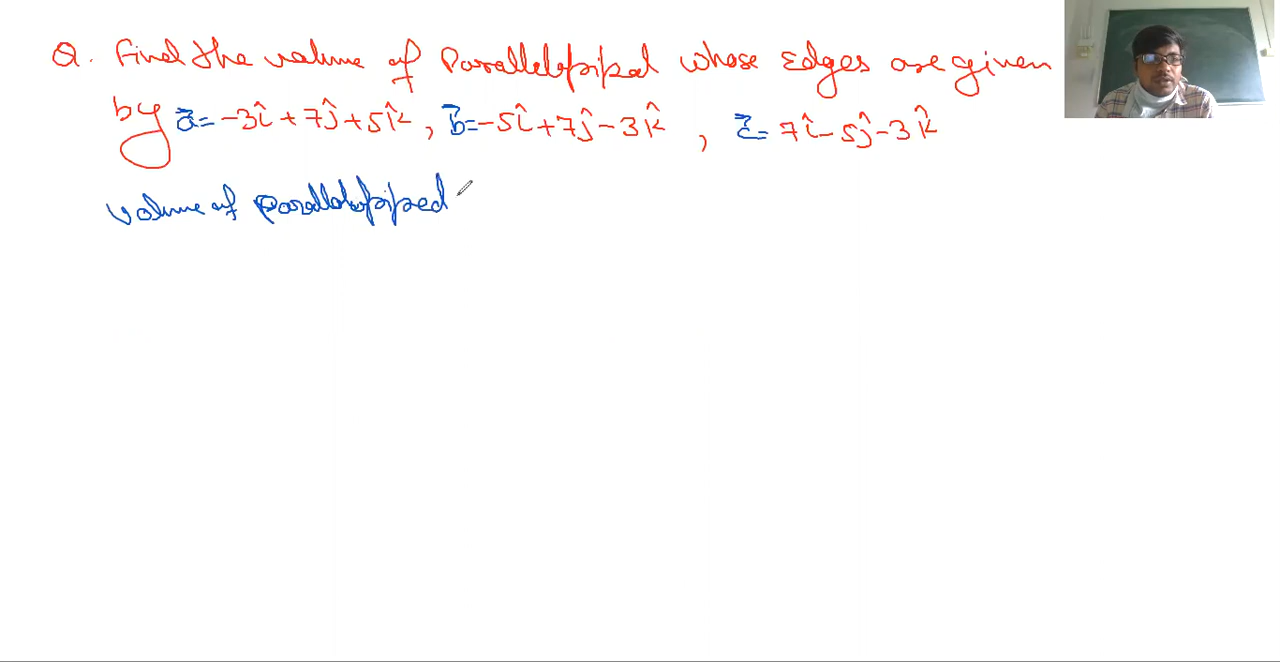 Q. Find the volume of Parallelopiped whose Edges are given
by a⃗ = -3î + 7ĵ + 5k̂ , b⃗ = -5î + 7ĵ - 3k̂ , c⃗ = 7î - 5ĵ - 3k̂
Volume of parallelopiped